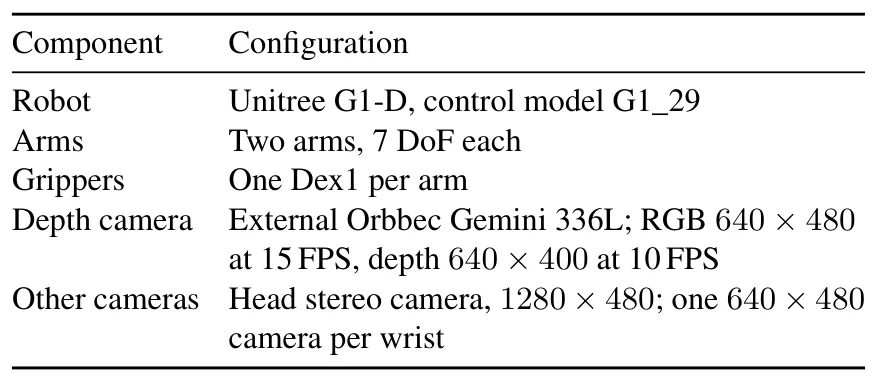 Component Configuration
Robot Unitree G1-D, control model G1_29
Arms Two arms, 7 DoF each
Grippers One Dex1 per arm
Depth camera External Orbbec Gemini 336L; RGB 640 × 480
at 15 FPS, depth 640 × 400 at 10 FPS
Other cameras Head stereo camera, 1280 × 480; one 640 × 480
camera per wrist